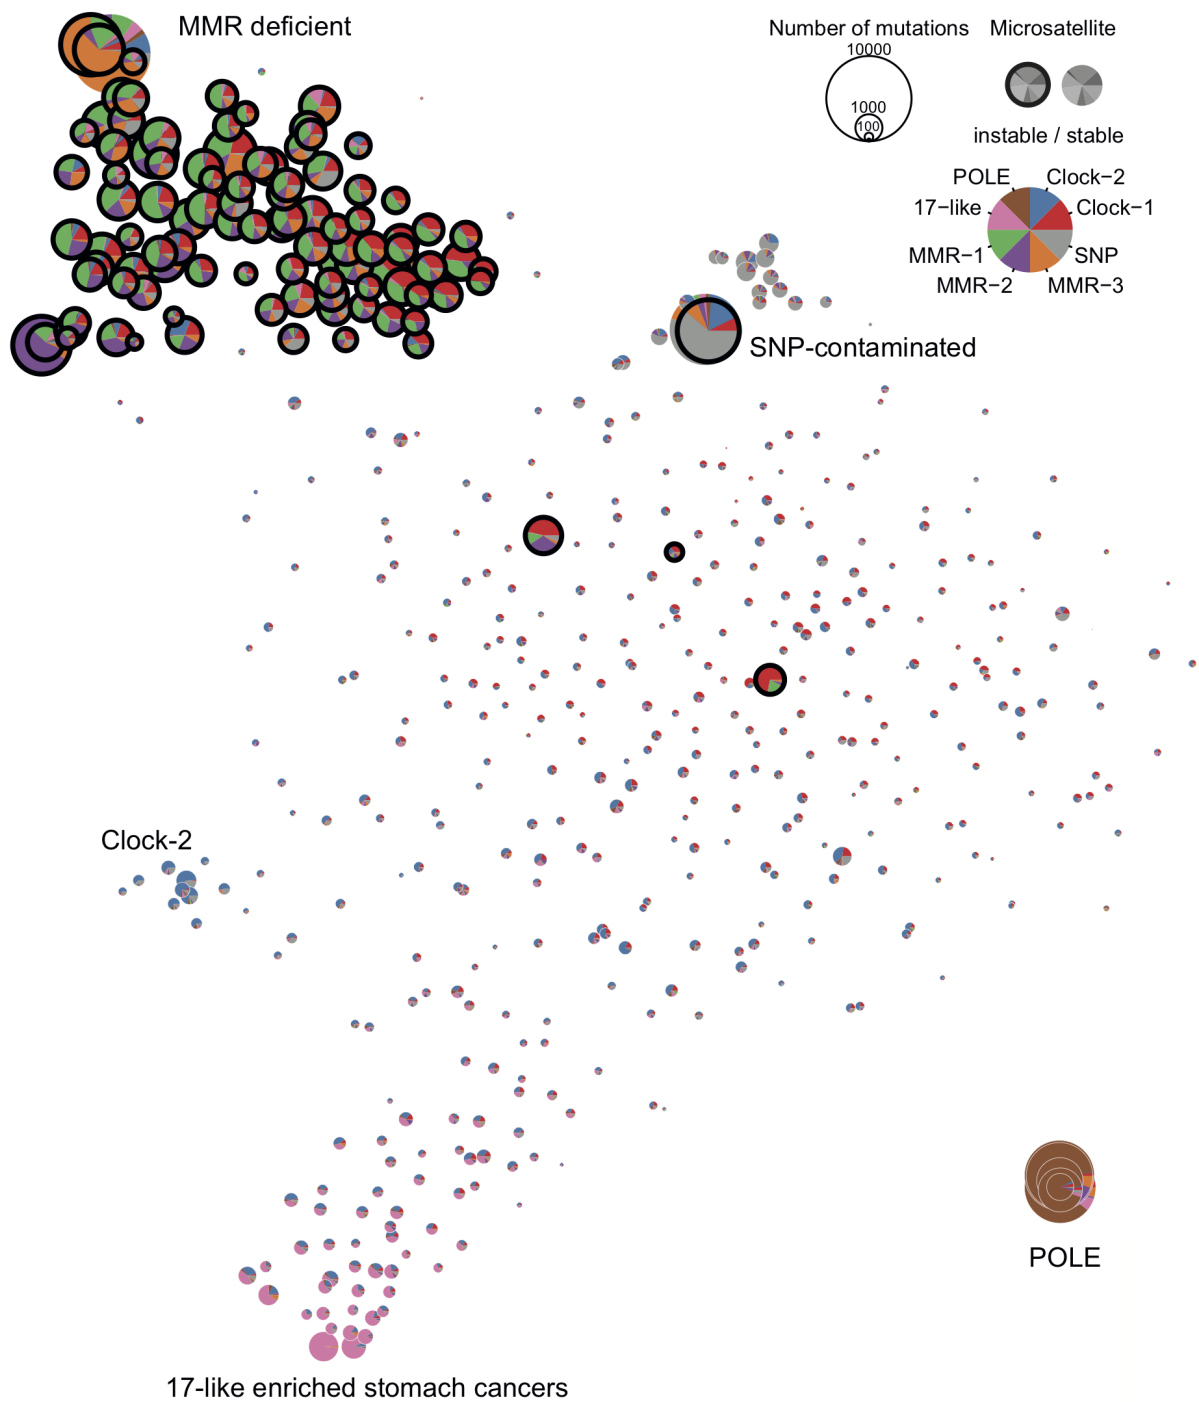 MMR deficient
Number of mutations
10000
1000
100
Microsatellite
instable / stable
POLE
Clock−2
17−like
Clock−1
MMR−1
SNP
MMR−2
MMR−3
SNP-contaminated
Clock-2
POLE
17-like enriched stomach cancers